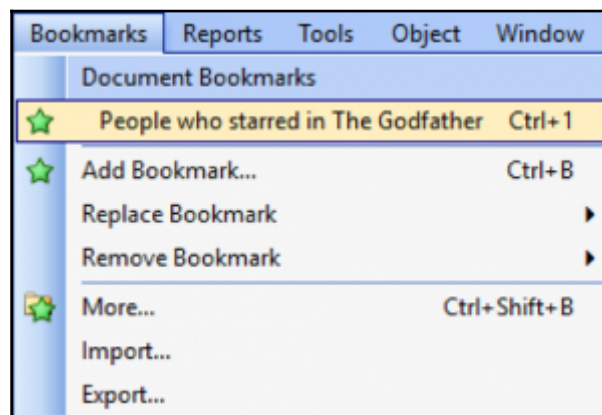 Bookmarks Reports Tools Object Window
Document Bookmarks
People who starred in The Godfather Ctrl+1
Add Bookmark... Ctrl+B
Replace Bookmark
Remove Bookmark
More... Ctrl+Shift+B
Import...
Export...